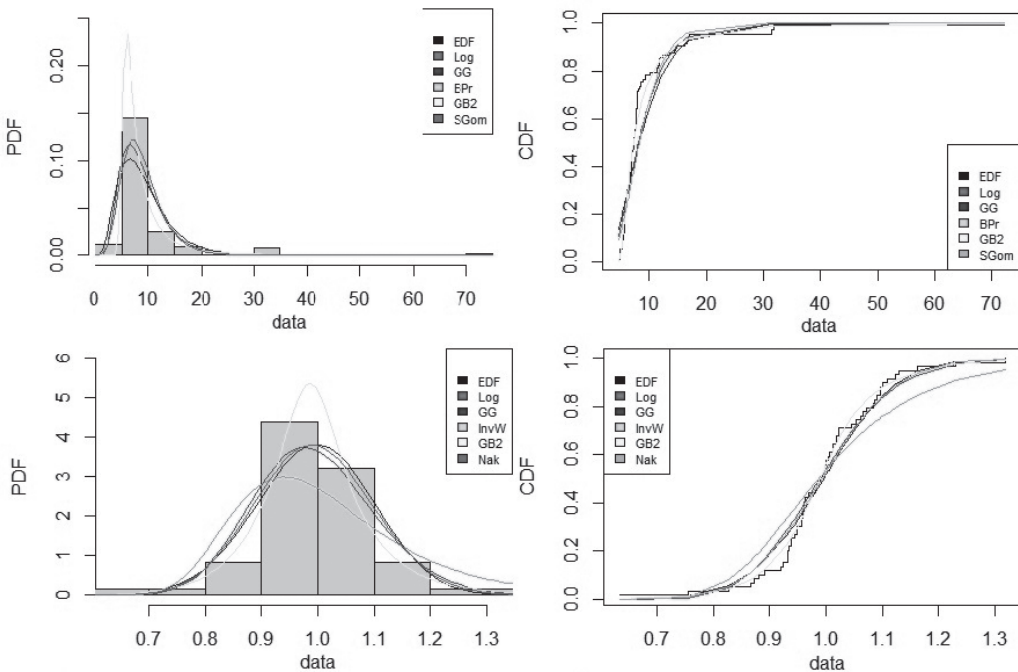 PDF
0.20
0.10
0.00
EDF
Log
GG
EPr
GB2
SGom
0 10 20 30 40 50 60 70
data
CDF
1.0
0.8
0.6
0.4
0.2
0.0
EDF
Log
GG
BPr
GB2
SGom
10 20 30 40 50 60 70
data
PDF
6
5
4
3
2
1
0
EDF
Log
GG
InvW
GB2
Nak
0.7 0.8 0.9 1.0 1.1 1.2 1.3
data
CDF
1.0
0.8
0.6
0.4
0.2
0.0
EDF
Log
GG
InvW
GB2
Nak
0.7 0.8 0.9 1.0 1.1 1.2 1.3
data